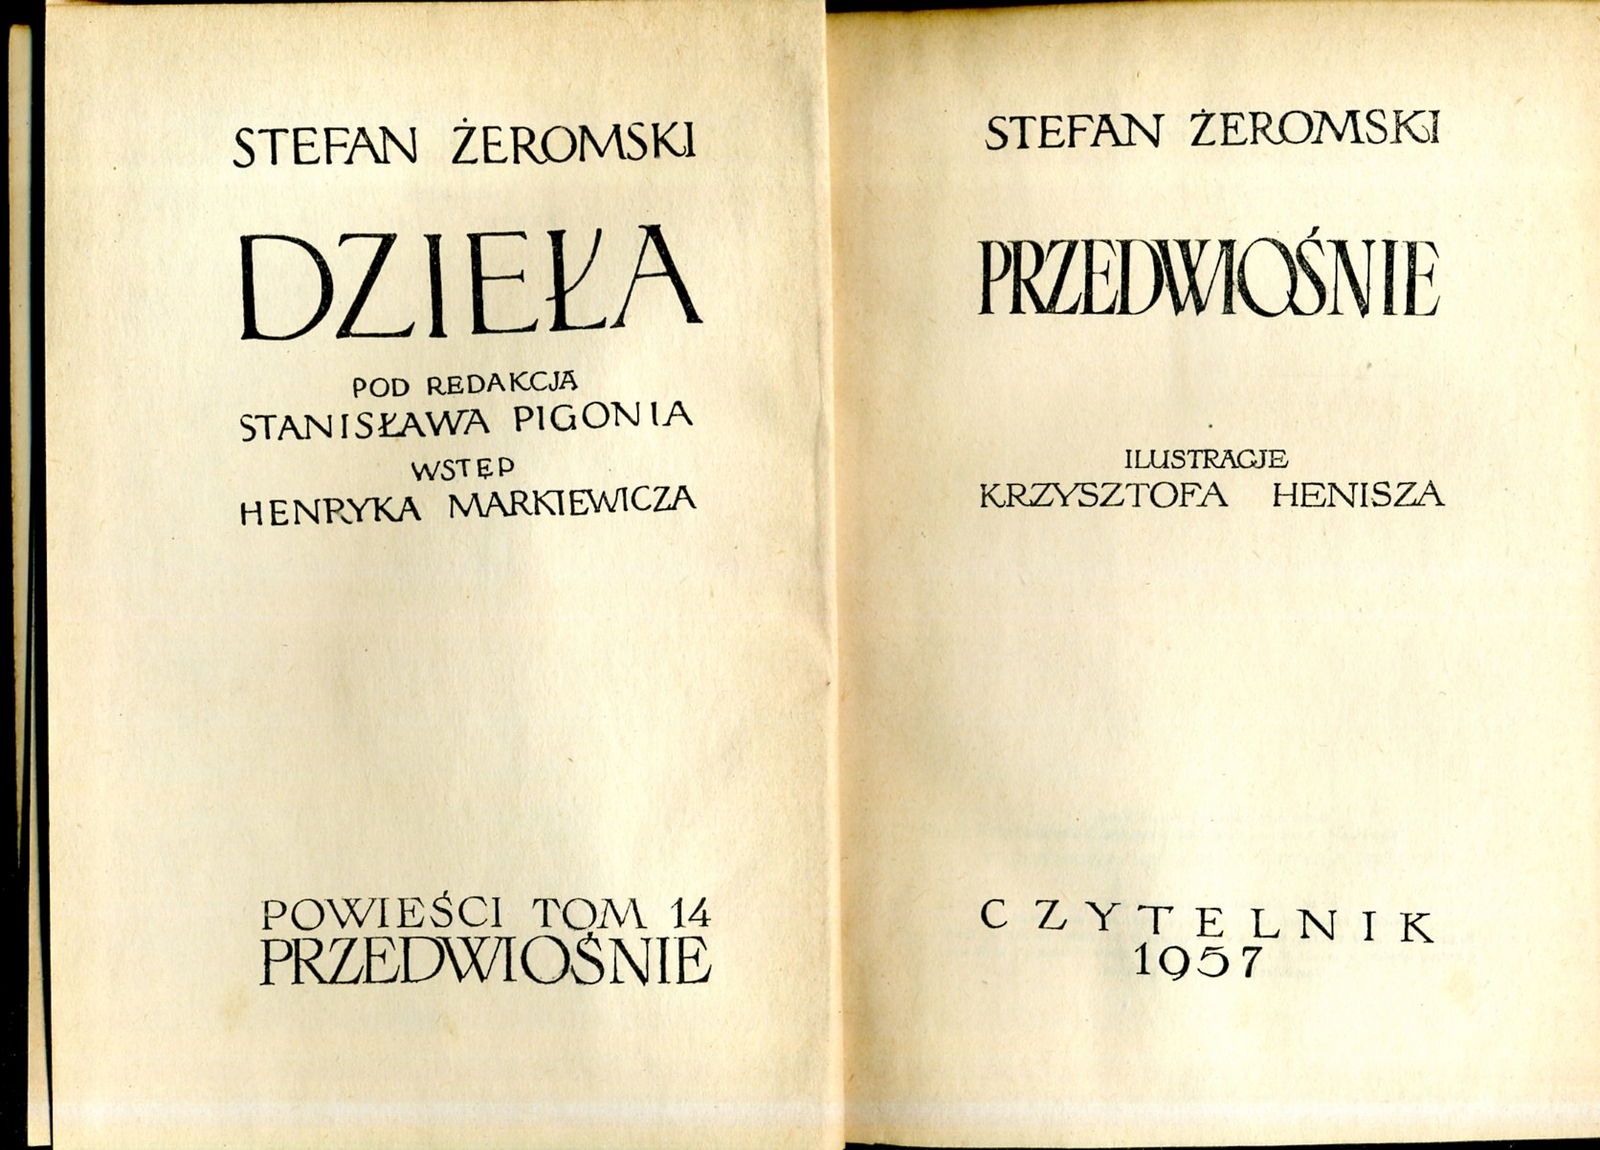 STEFAN ŻEROMSKI
DZIEŁA
POD REDAKCJĄ
STANISŁAWA PIGONIA
WSTĘP
HENRYKA MARKIEWICZA
POWIEŚCI TOM 14
PRZEDWIOŚNIE
STEFAN ŻEROMSKI
PRZEDWIOŚNIE
ILUSTRACJE
KRZYSZTOFA HENISZA
CZYTELNIK
1957